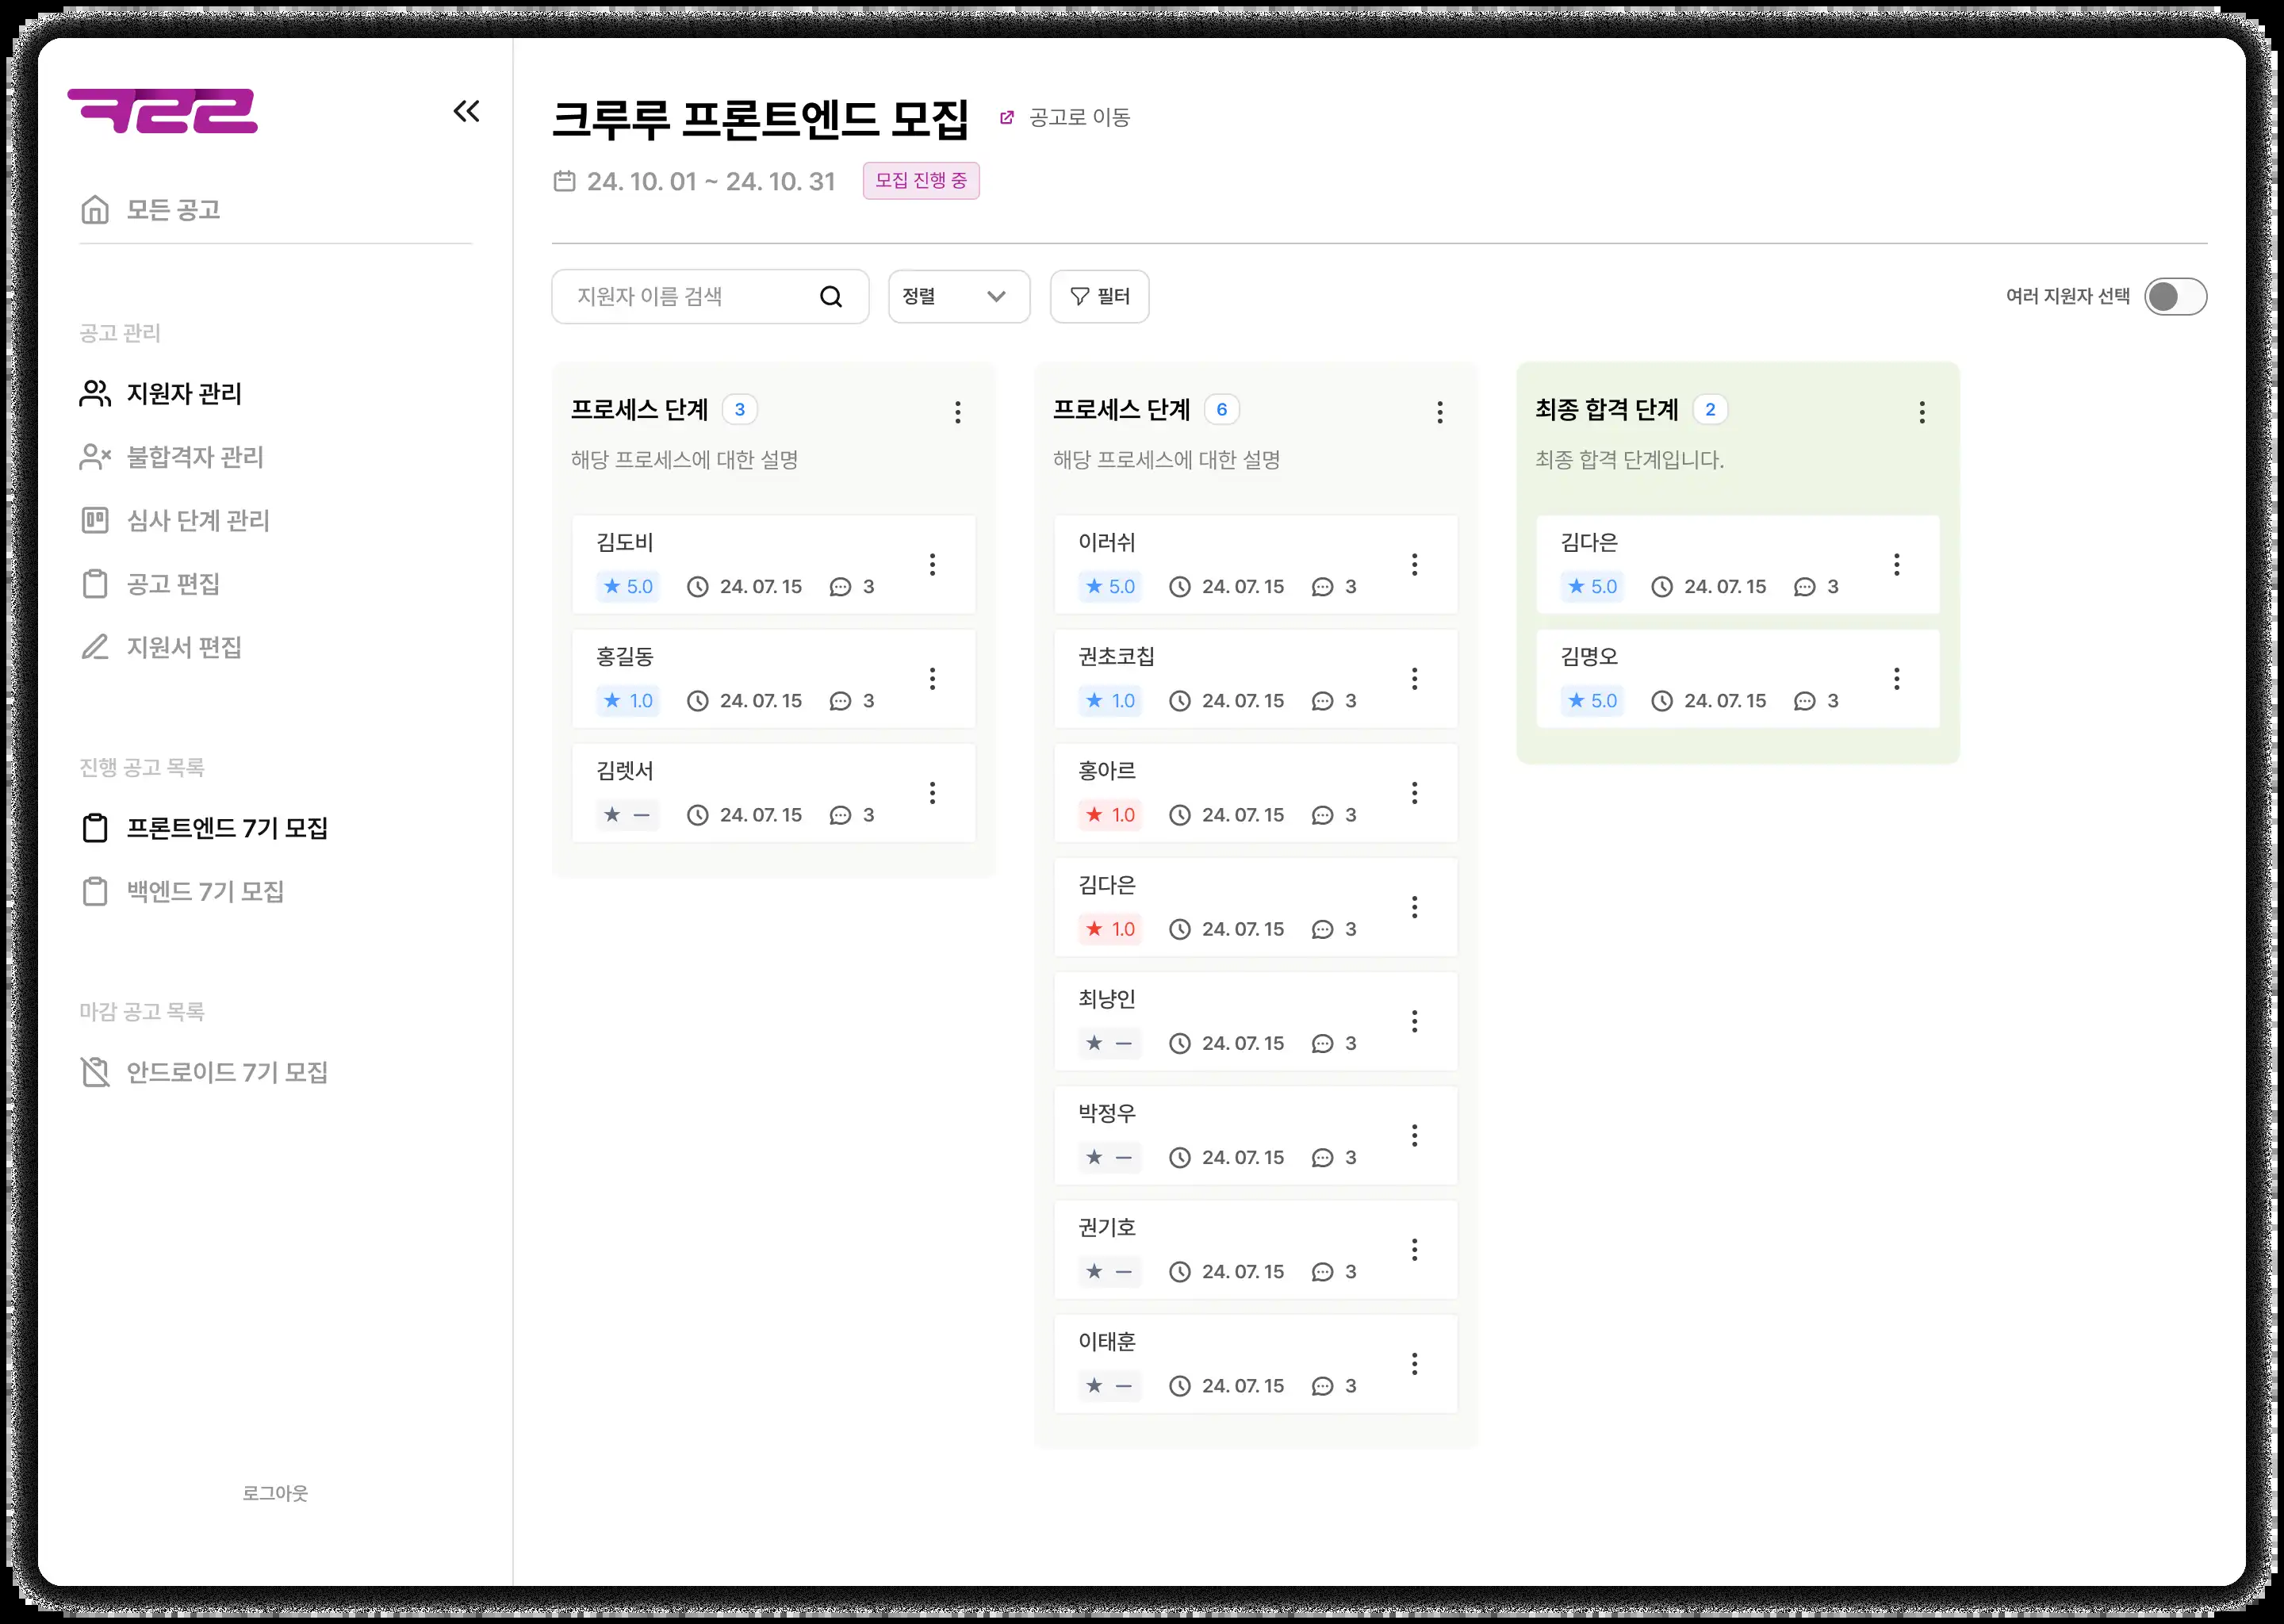 ㅋㄹㄹ
모든 공고
공고 관리
지원자 관리
불합격자 관리
심사 단계 관리
공고 편집
지원서 편집
진행 공고 목록
프론트엔드 7기 모집
백엔드 7기 모집
마감 공고 목록
안드로이드 7기 모집
로그아웃
크루루 프론트엔드 모집 공고로 이동
24. 10. 01 ~ 24. 10. 31 모집 진행 중
지원자 이름 검색 정렬 필터 여러 지원자 선택
프로세스 단계 3
해당 프로세스에 대한 설명
김도비
★ 5.0 24. 07. 15 3
홍길동
★ 1.0 24. 07. 15 3
김렛서
★ — 24. 07. 15 3
프로세스 단계 6
해당 프로세스에 대한 설명
이러쉬
★ 5.0 24. 07. 15 3
권초코칩
★ 1.0 24. 07. 15 3
홍아르
★ 1.0 24. 07. 15 3
김다은
★ 1.0 24. 07. 15 3
최냥인
★ — 24. 07. 15 3
박정우
★ — 24. 07. 15 3
권기호
★ — 24. 07. 15 3
이태훈
★ — 24. 07. 15 3
최종 합격 단계 2
최종 합격 단계입니다.
김다은
★ 5.0 24. 07. 15 3
김명오
★ 5.0 24. 07. 15 3